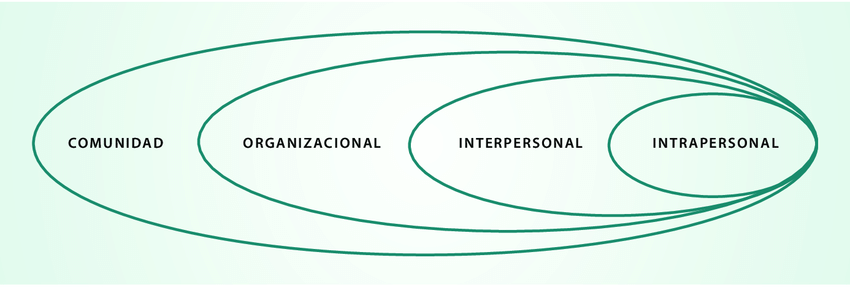 COMUNIDAD ORGANIZACIONAL INTERPERSONAL INTRAPERSONAL